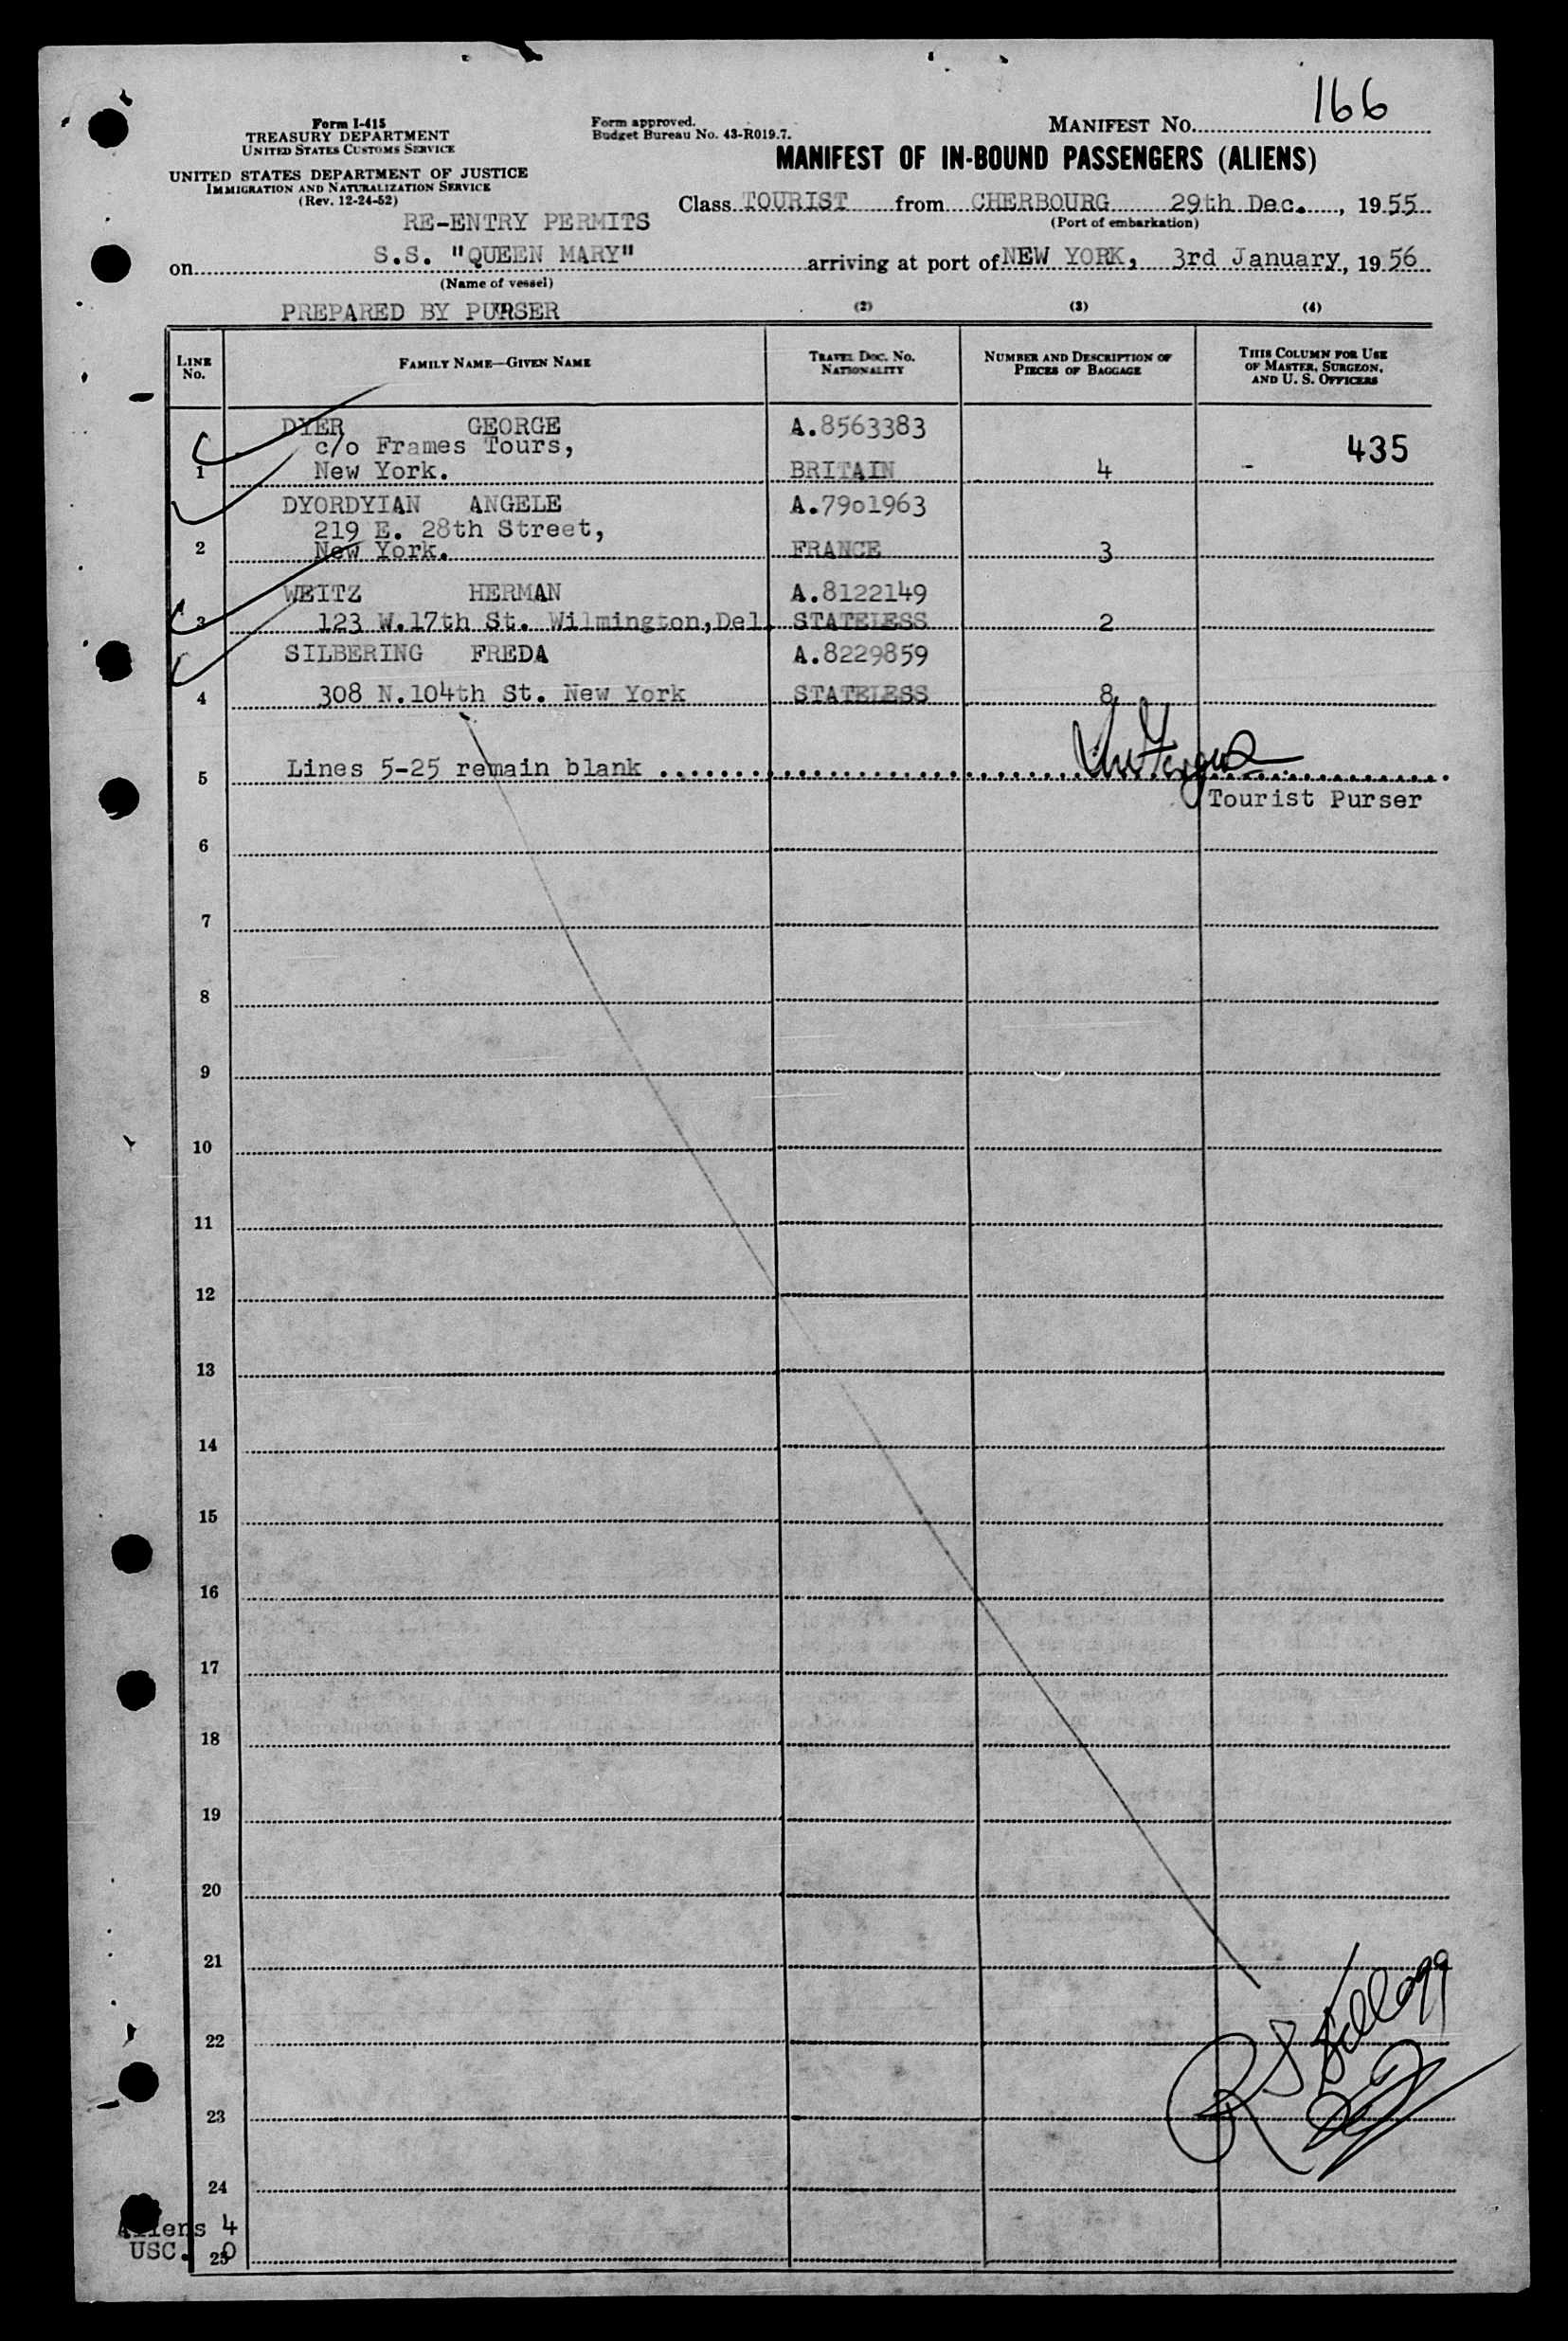 166
Form I-415
TREASURY DEPARTMENT
UNITED STATES CUSTOMS SERVICE
Form approved.
Budget Bureau No. 43-R019.7.
MANIFEST NO.
MANIFEST OF IN-BOUND PASSENGERS (ALIENS)
UNITED STATES DEPARTMENT OF JUSTICE
IMMIGRATION AND NATURALIZATION SERVICE
(Rev. 12-24-52)
Class TOURIST from CHERBOURG 29th Dec. , 19 55
(Port of embarkation)
RE-ENTRY PERMITS
on S.S. "QUEEN MARY" arriving at port of NEW YORK, 3rd January, 19 56
(Name of vessel)
PREPARED BY PURSER (2) (3) (4)
LINE NO. FAMILY NAME—GIVEN NAME TRAVEL DOC. NO. NATIONALITY NUMBER AND DESCRIPTION OF PIECES OF BAGGAGE THIS COLUMN FOR USE OF MASTER, SURGEON, AND U. S. OFFICERS
DYER GEORGE A.8563383
c/o Frames Tours, 435
1 New York. BRITAIN 4 -
DYORDYIAN ANGELE A.7901963
219 E. 28th Street,
2 New York. FRANCE 3
WEITZ HERMAN A.8122149
3 123 W.17th St. Wilmington,Del. STATELESS 2
SILBERING FREDA A.8229859
4 308 N.104th St. New York STATELESS 8
5 Lines 5-25 remain blank
Tourist Purser
6
7
8
9
10
11
12
13
14
15
16
17
18
19
20
21
22
R S Kellogg
23
24
Aliens 4
USC. 0
25